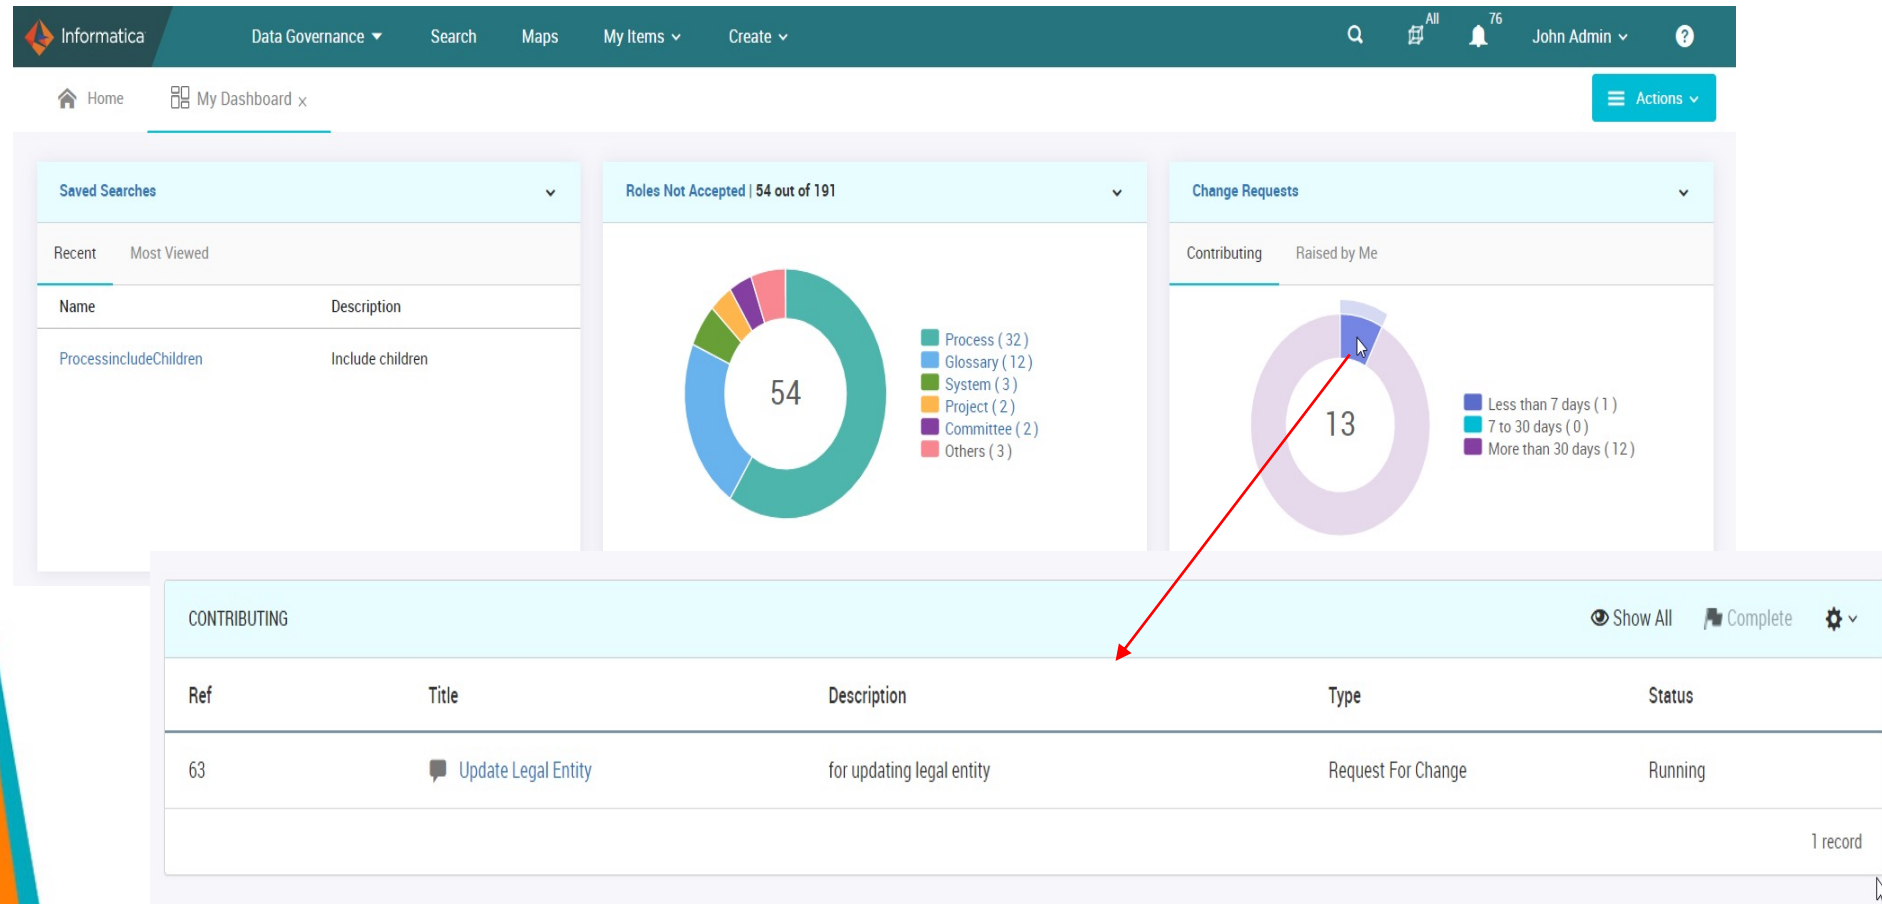 Informatica
Data Governance
Search
Maps
My Items
Create
All
76
John Admin
?
Home
My Dashboard x
Actions
Saved Searches
Recent
Most Viewed
Name
Description
ProcessincludeChildren
Include children
Roles Not Accepted | 54 out of 191
54
Process ( 32 )
Glossary ( 12 )
System ( 3 )
Project ( 2 )
Committee ( 2 )
Others ( 3 )
Change Requests
Contributing
Raised by Me
13
Less than 7 days ( 1 )
7 to 30 days ( 0 )
More than 30 days ( 12 )
CONTRIBUTING
Show All
Complete
Ref
Title
Description
Type
Status
63
Update Legal Entity
for updating legal entity
Request For Change
Running
1 record